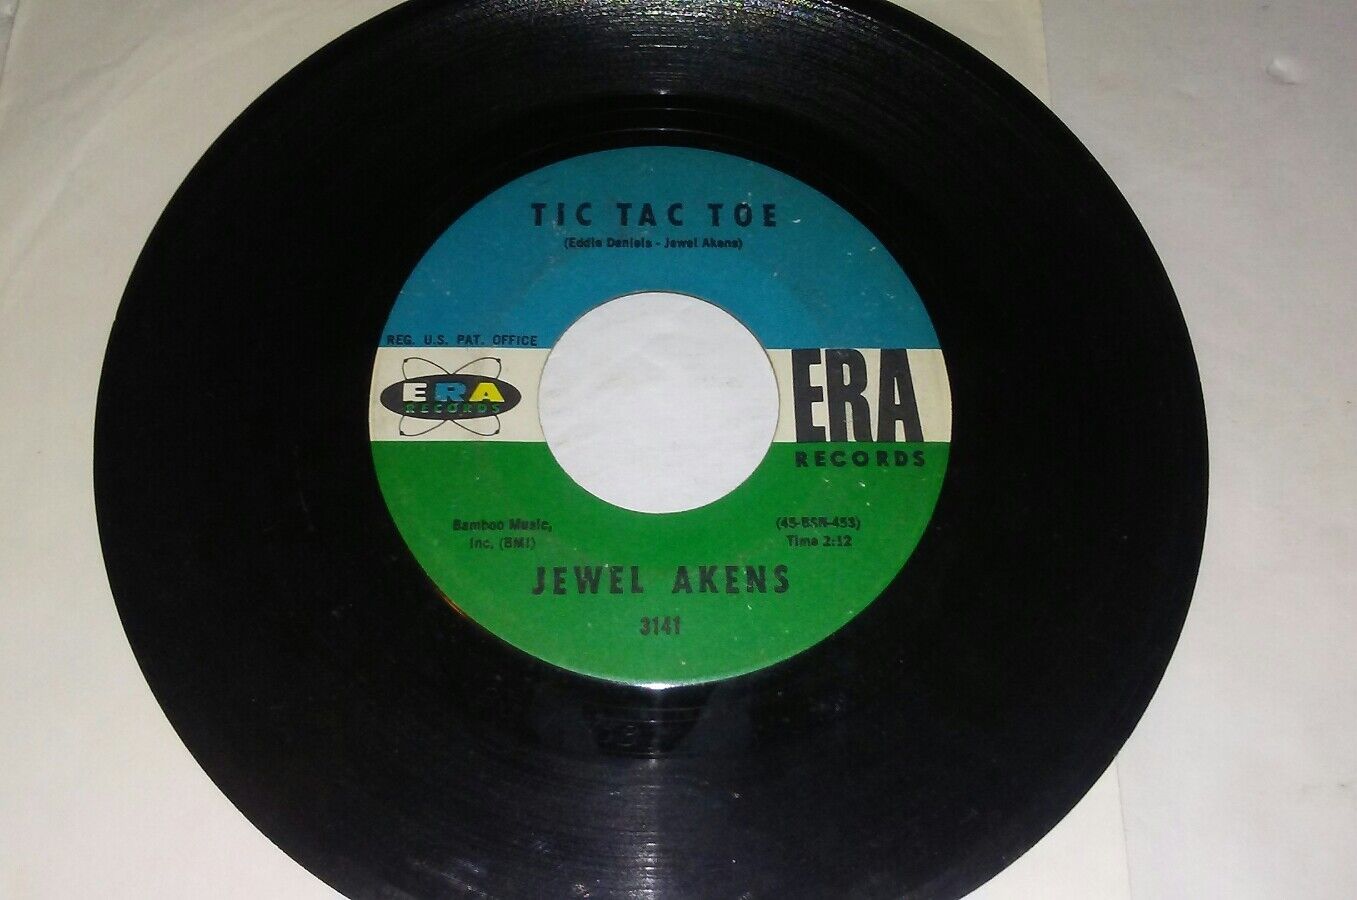 TIC TAC TOE
(Eddie Daniels - Jewel Akens)
REG. U.S. PAT. OFFICE
ERA
RECORDS
ERA
RECORDS
Bamboo Music,
Inc. (BMI)
(45-BSN-453)
Time 2:12
JEWEL AKENS
3141